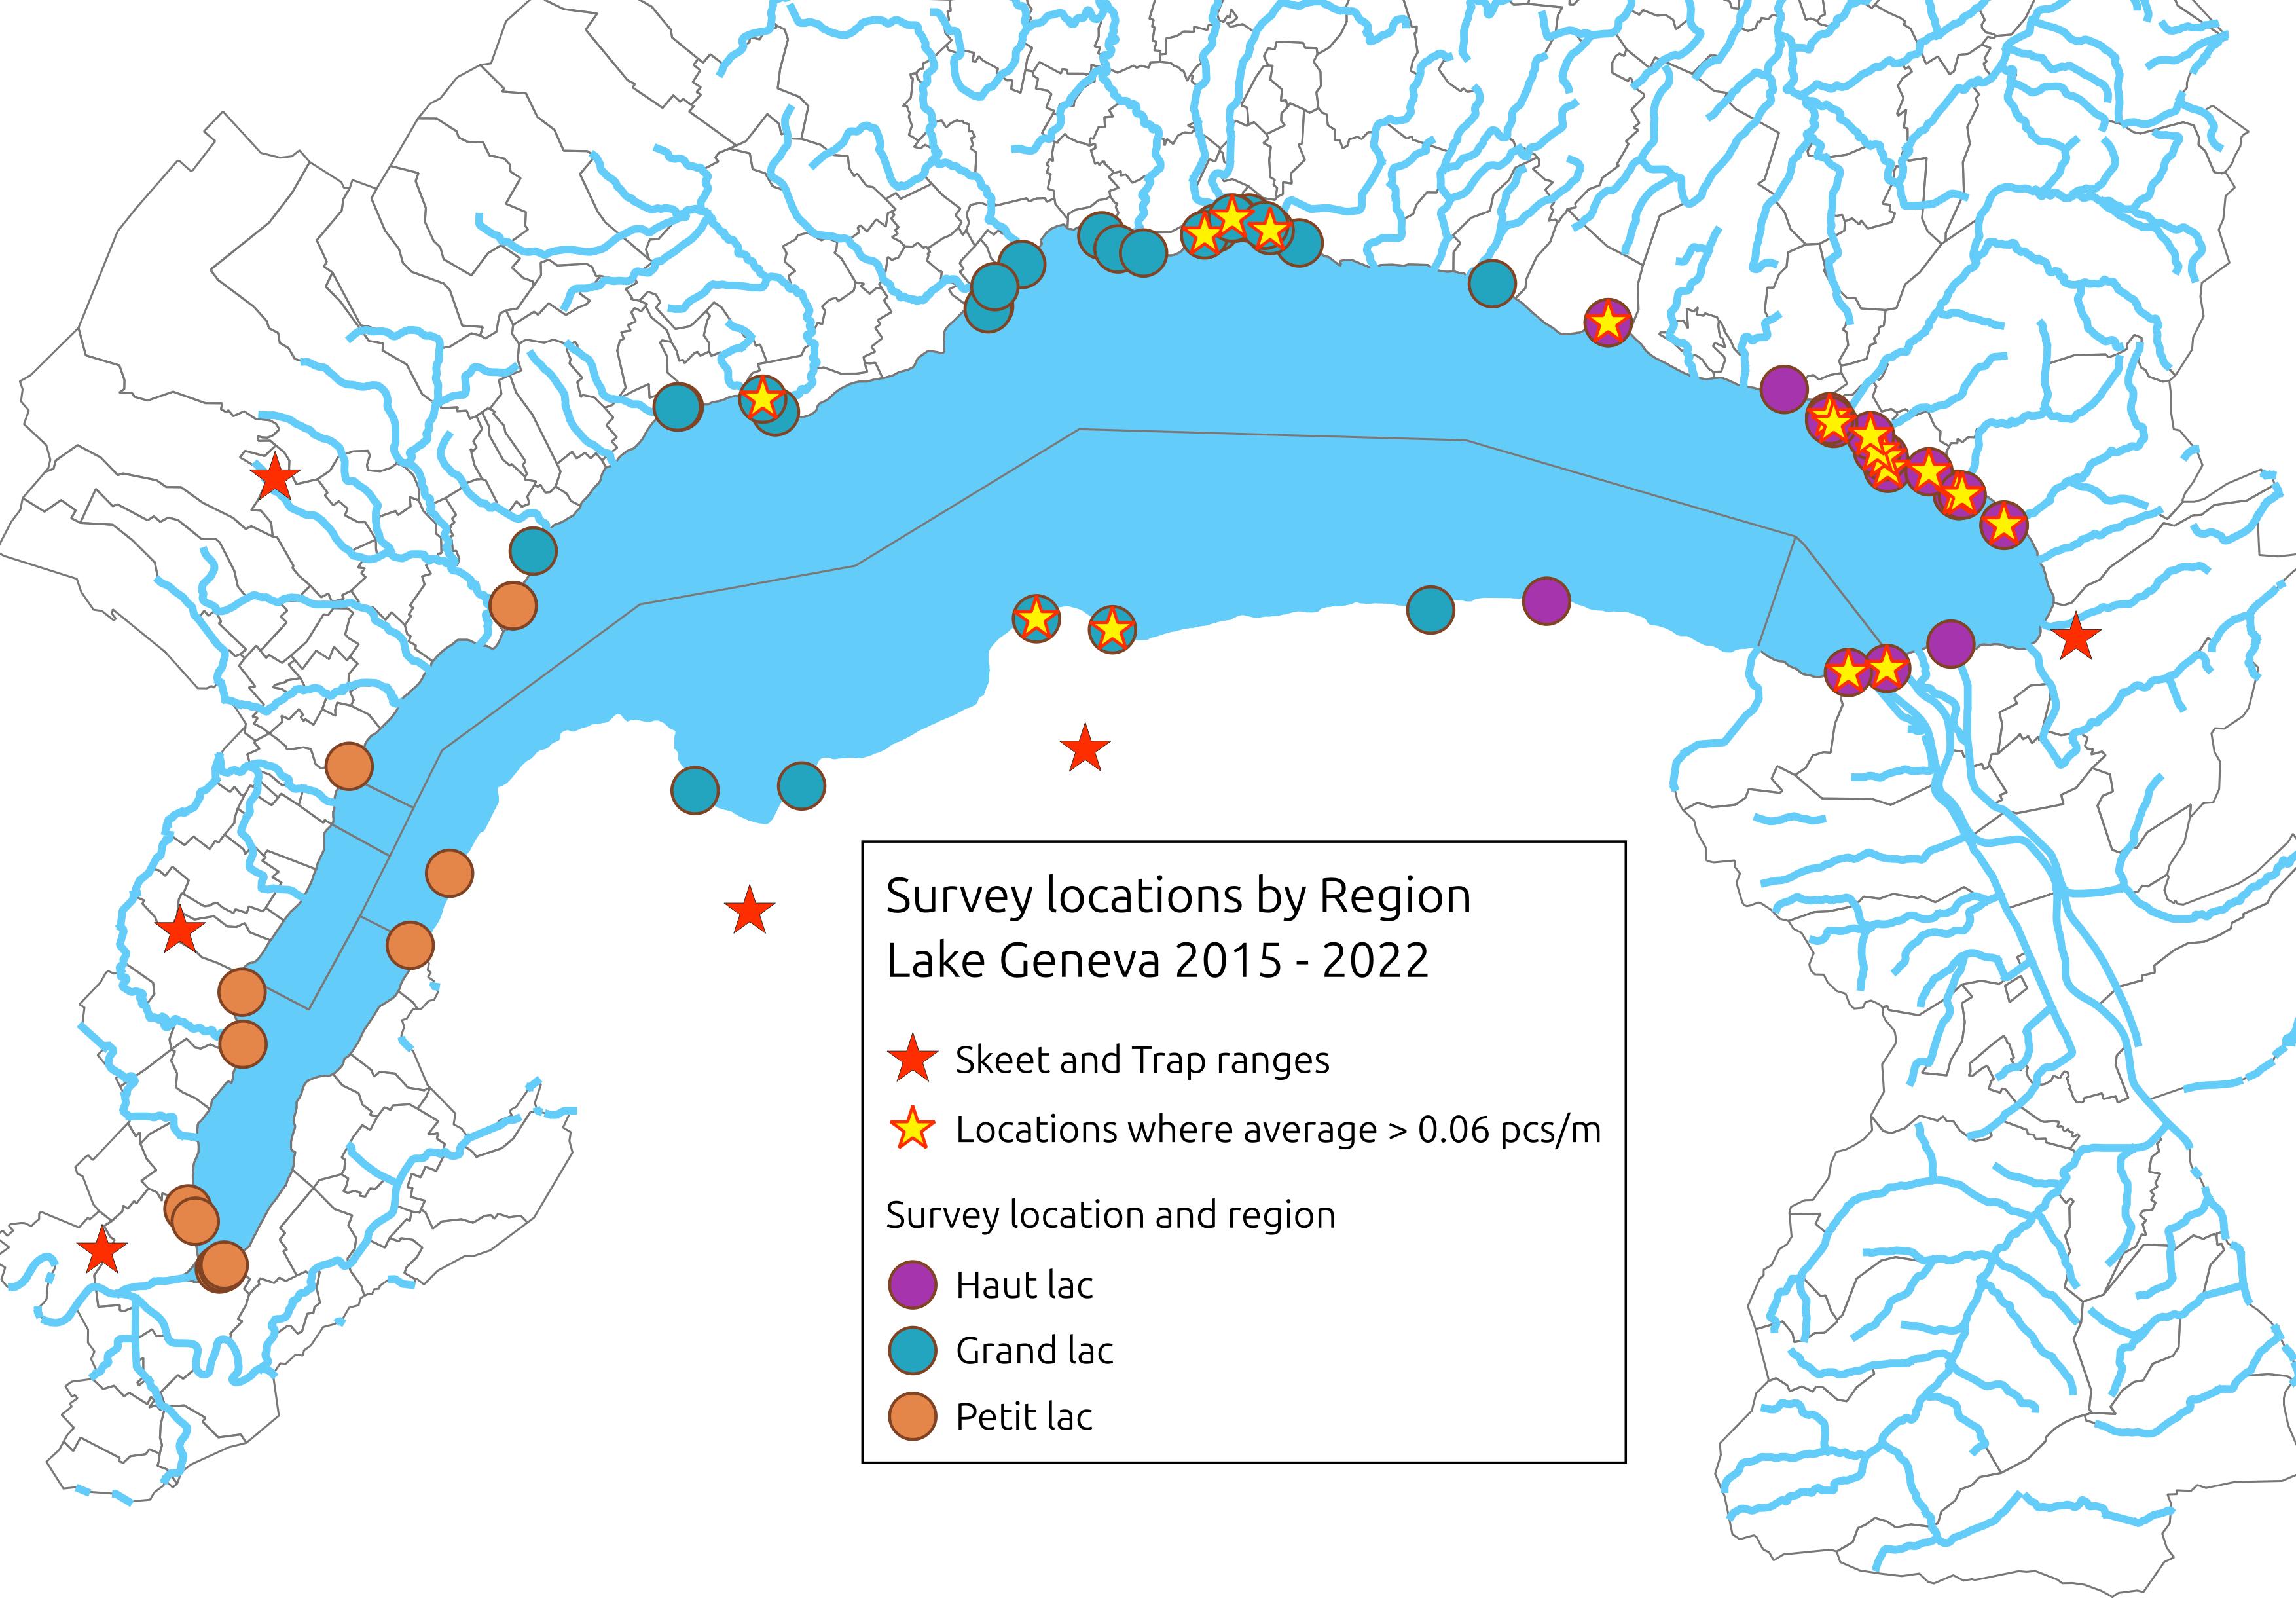 Survey locations by Region
Lake Geneva 2015 - 2022
Skeet and Trap ranges
Locations where average > 0.06 pcs/m
Survey location and region
Haut lac
Grand lac
Petit lac